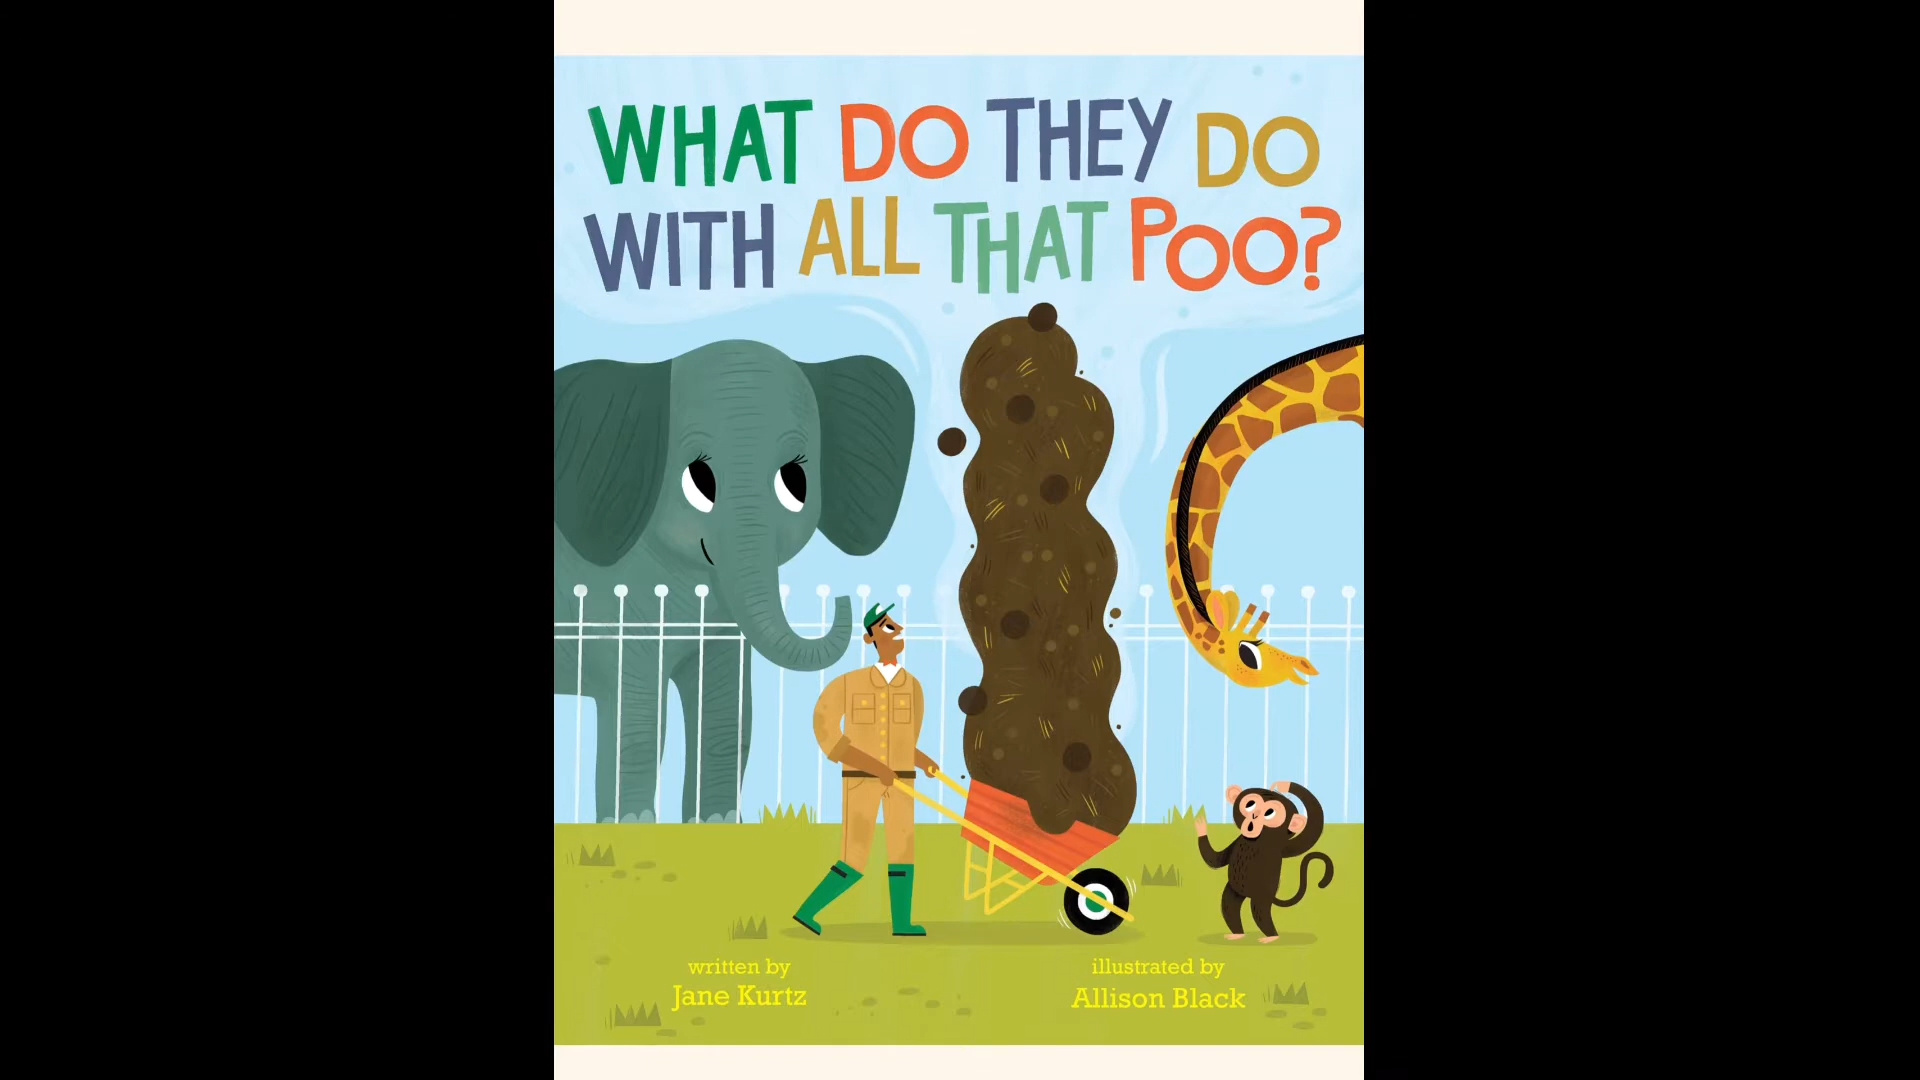 WHAT DO THEY DO
WITH ALL THAT POO?
written by
Jane Kurtz
illustrated by
Allison Black